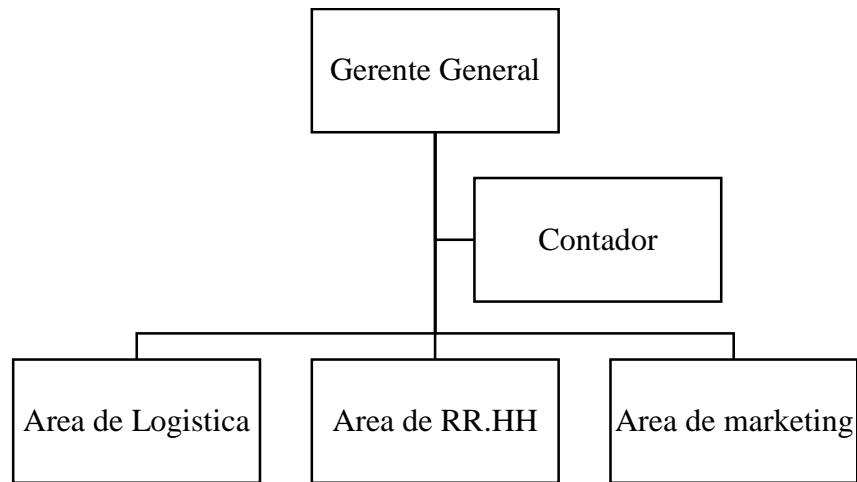 Gerente General
Contador
Area de Logistica
Area de RR.HH
Area de marketing